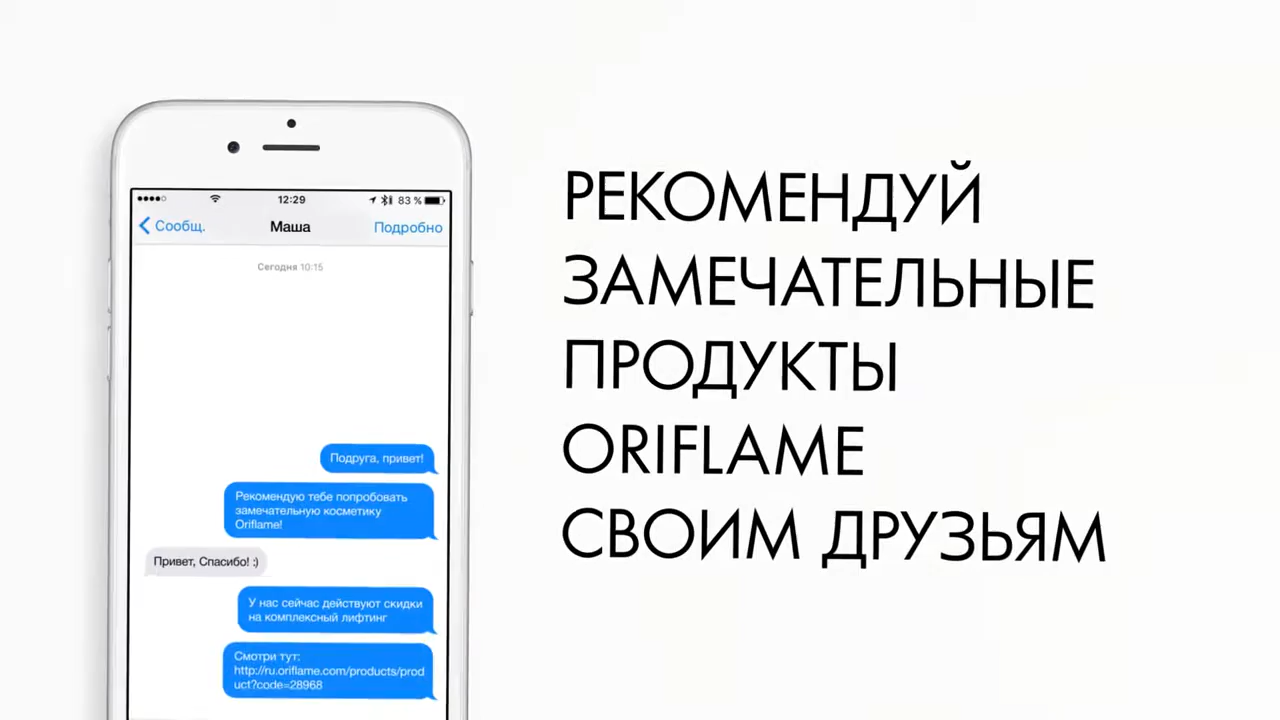 12:29
83 %
Сообщ.
Маша
Подробно
Сегодня 10:15
Подруга, привет!
Рекомендую тебе попробовать
замечательную косметику
Oriflame!
Привет, Спасибо! :)
У нас сейчас действуют скидки
на комплексный лифтинг
Смотри тут:
http://ru.oriflame.com/products/prod
uct?code=28968
РЕКОМЕНДУЙ
ЗАМЕЧАТЕЛЬНЫЕ
ПРОДУКТЫ
ORIFLAME
СВОИМ ДРУЗЬЯМ